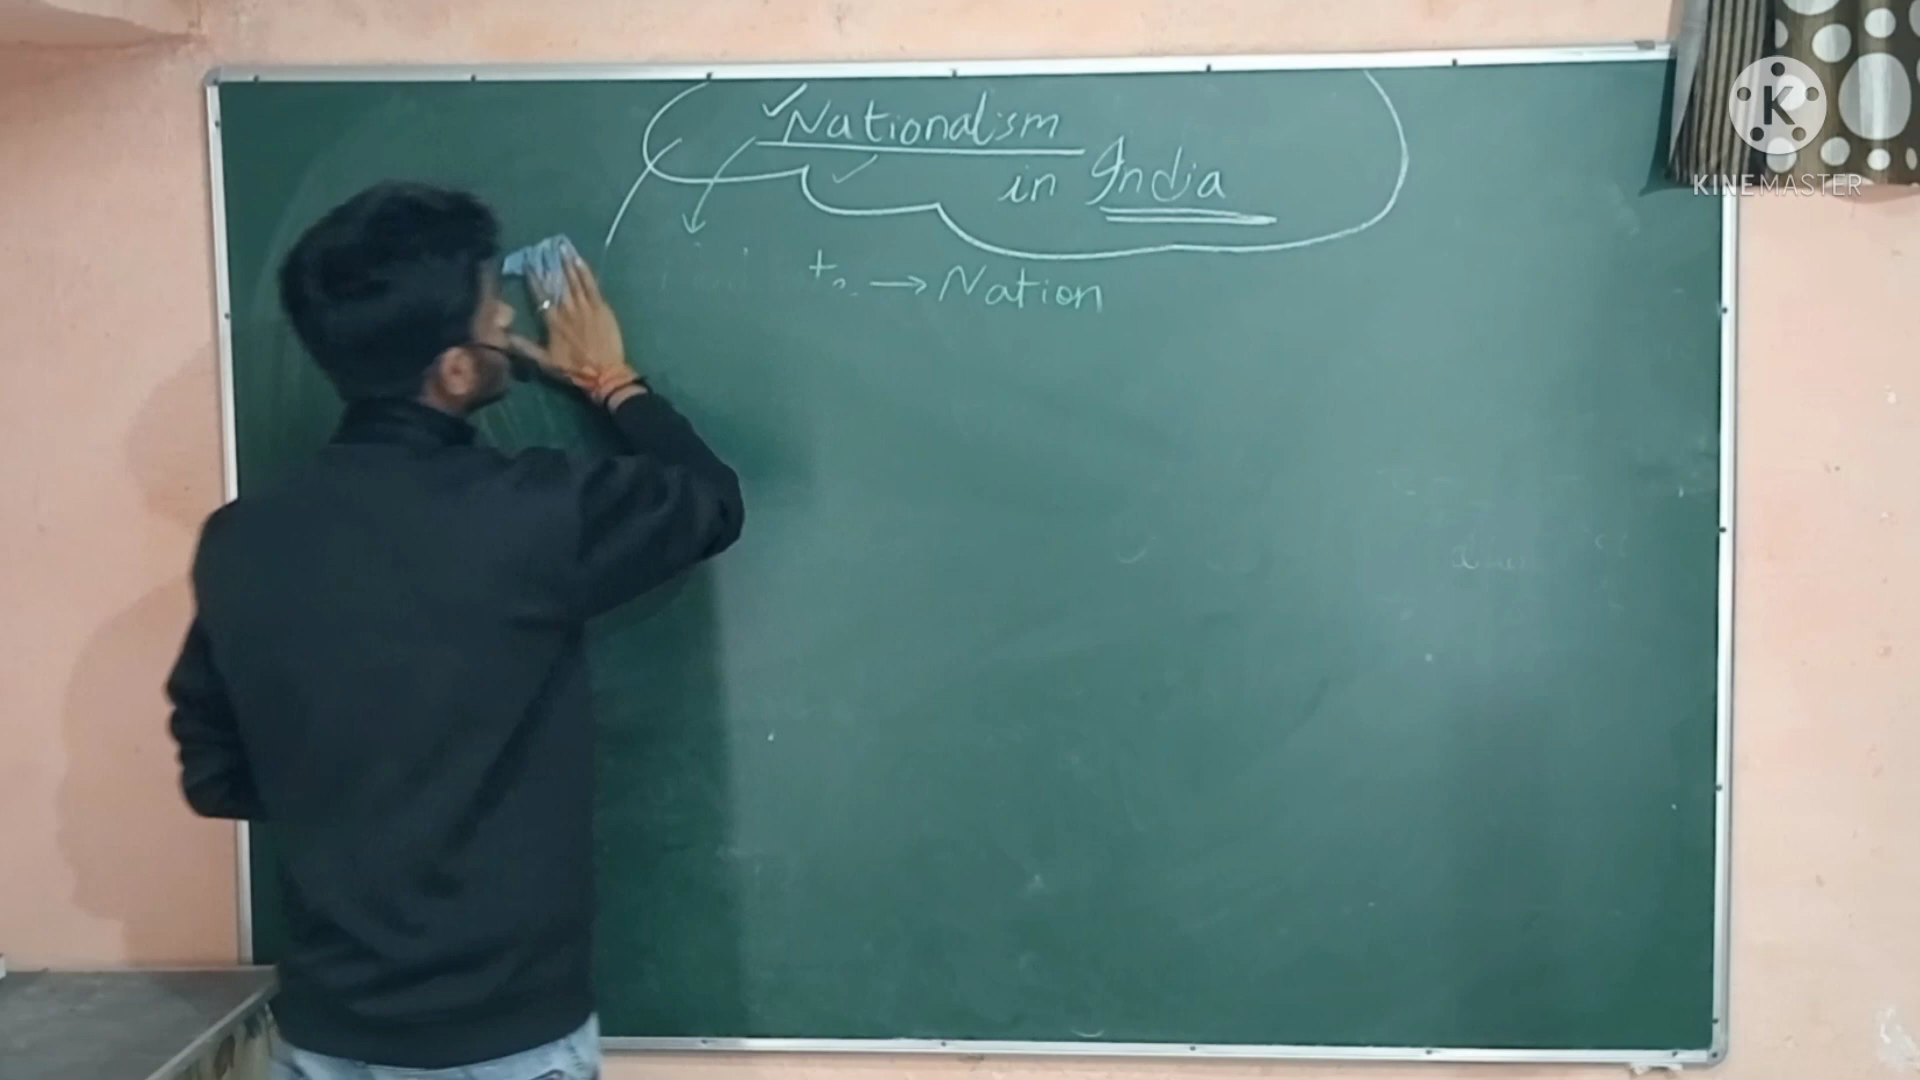 Nationalism
in India
→ Nation
K
KINEMASTER